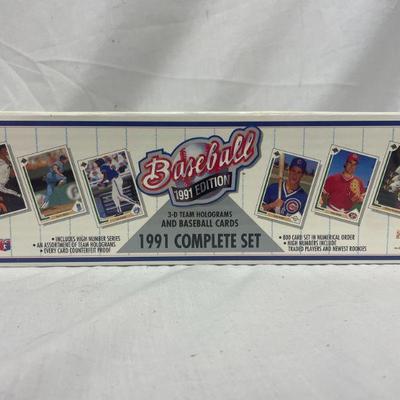 Baseball
1991 EDITION
3-D TEAM HOLOGRAMS
AND BASEBALL CARDS
1991 COMPLETE SET
• INCLUDES HIGH NUMBER SERIES
• AN ASSORTMENT OF TEAM HOLOGRAMS
• EVERY CARD COUNTERFEIT PROOF
• 800 CARD SET IN NUMERICAL ORDER
• HIGH NUMBERS INCLUDE
TRADED PLAYERS AND NEWEST ROOKIES